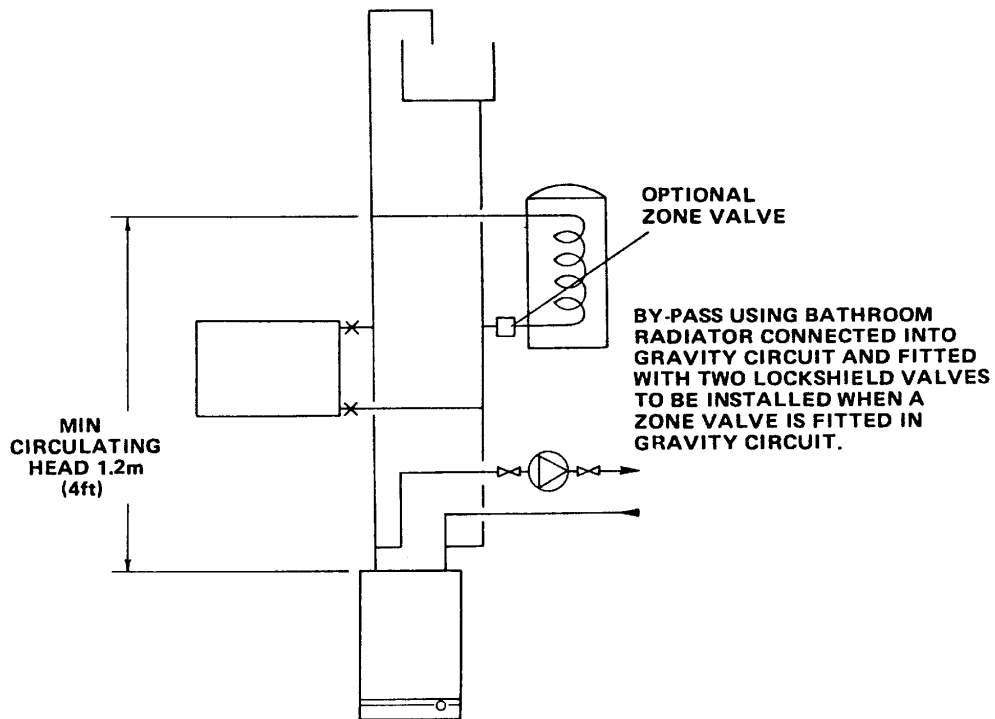 OPTIONAL
ZONE VALVE
BY-PASS USING BATHROOM
RADIATOR CONNECTED INTO
GRAVITY CIRCUIT AND FITTED
WITH TWO LOCKSHIELD VALVES
TO BE INSTALLED WHEN A
ZONE VALVE IS FITTED IN
GRAVITY CIRCUIT.
MIN
CIRCULATING
HEAD 1.2m
(4ft)